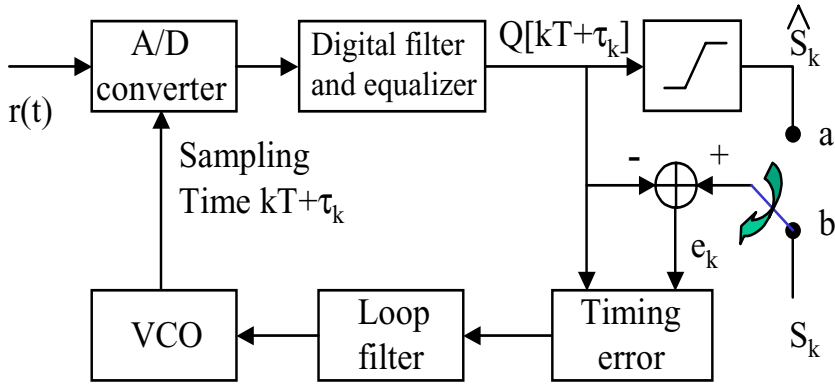 A/D
converter
Digital filter
and equalizer
Q[kT+τk]
Ŝk
r(t)
a
Sampling
Time kT+τk
-
+
b
ek
VCO
Loop
filter
Timing
error
Sk